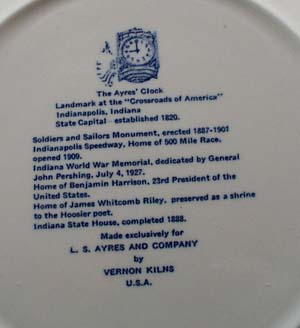 The Ayres' Clock
Landmark at the "Crossroads of America"
Indianapolis, Indiana
State Capital - established 1820.
Soldiers and Sailors Monument, erected 1887-1901
Indianapolis Speedway, Home of 500 Mile Race,
opened 1909.
Indiana World War Memorial, dedicated by General
John Pershing, July 4, 1927.
Home of Benjamin Harrison, 23rd President of the
United States.
Home of James Whitcomb Riley, preserved as a shrine
to the Hoosier poet.
Indiana State House, completed 1888.
Made exclusively for
L. S. AYRES AND COMPANY
by
VERNON KILNS
U.S.A.